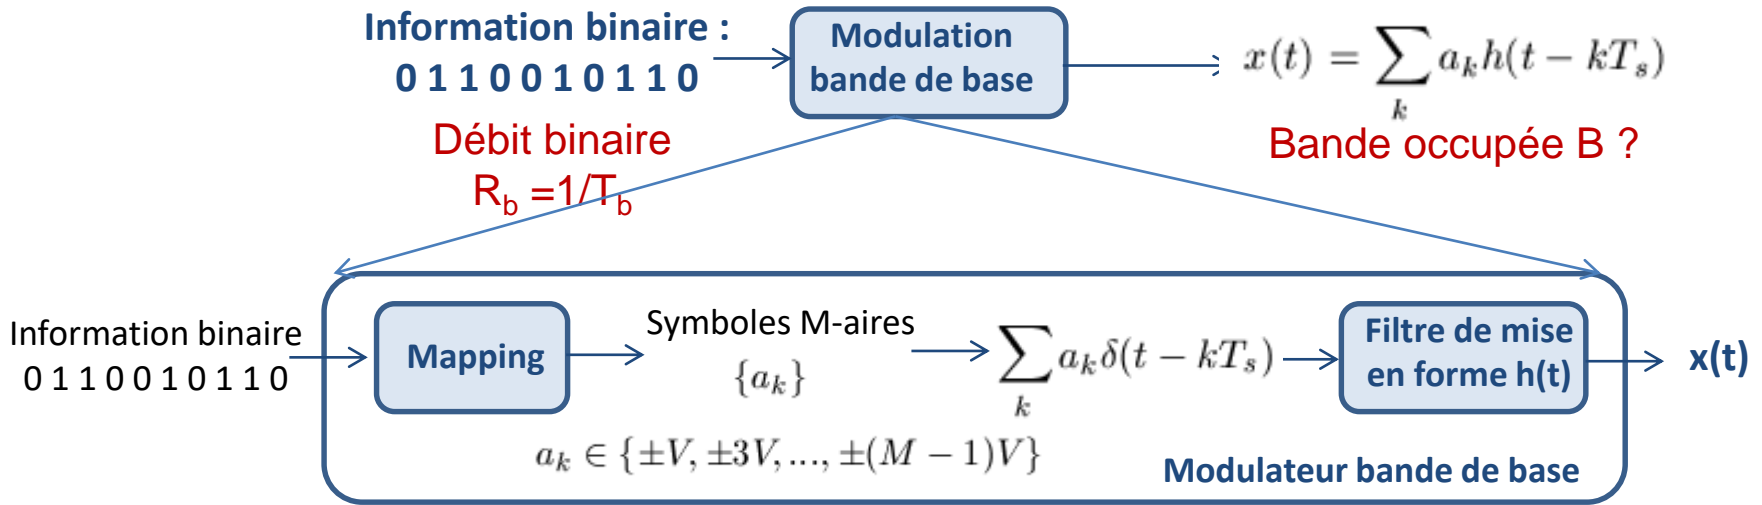 Information binaire :
0 1 1 0 0 1 0 1 1 0
Modulation
bande de base
x(t) = ∑_k a_k h(t − kT_s)
Débit binaire
R_b =1/T_b
Bande occupée B ?
Information binaire
0 1 1 0 0 1 0 1 1 0
Mapping
Symboles M-aires
{a_k}
∑_k a_k δ(t − kT_s)
Filtre de mise
en forme h(t)
x(t)
a_k ∈ {±V, ±3V, ..., ±(M − 1)V}
Modulateur bande de base